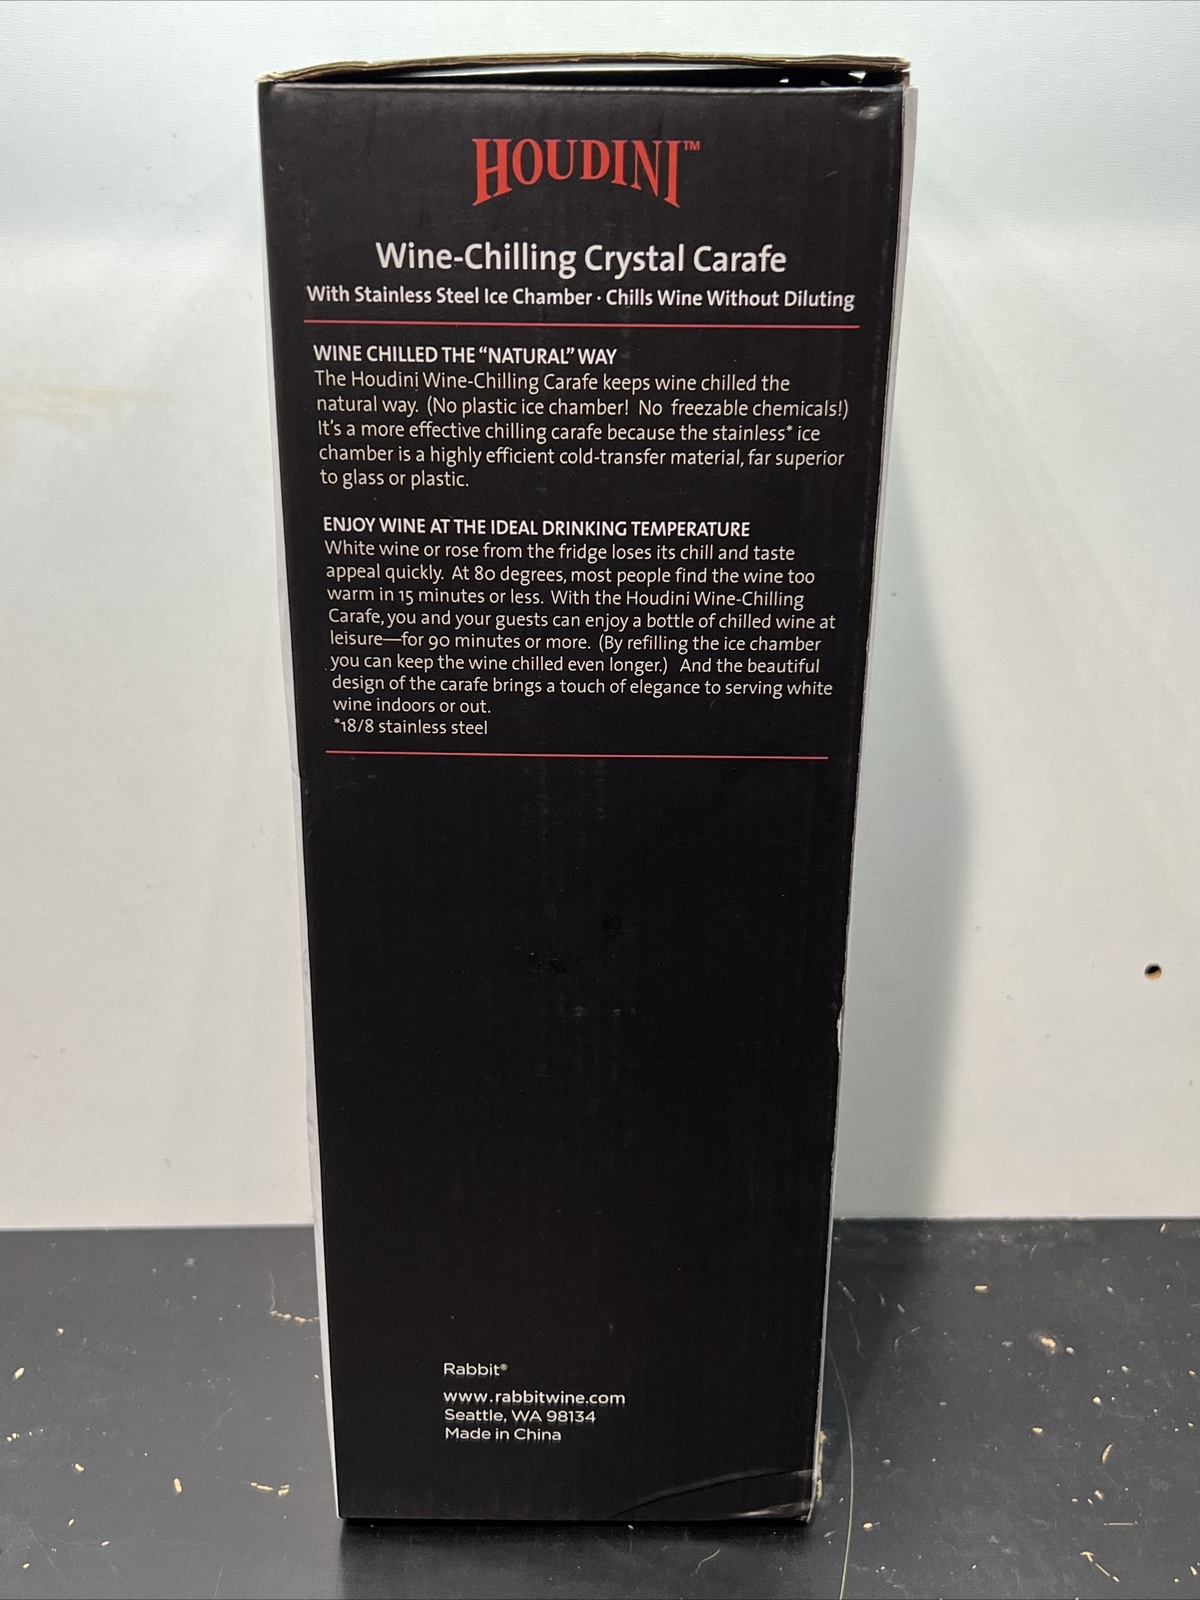 HOUDINI™
Wine-Chilling Crystal Carafe
With Stainless Steel Ice Chamber · Chills Wine Without Diluting
WINE CHILLED THE “NATURAL” WAY
The Houdini Wine-Chilling Carafe keeps wine chilled the
natural way. (No plastic ice chamber! No freezable chemicals!)
It’s a more effective chilling carafe because the stainless* ice
chamber is a highly efficient cold-transfer material, far superior
to glass or plastic.
ENJOY WINE AT THE IDEAL DRINKING TEMPERATURE
White wine or rose from the fridge loses its chill and taste
appeal quickly. At 80 degrees, most people find the wine too
warm in 15 minutes or less. With the Houdini Wine-Chilling
Carafe, you and your guests can enjoy a bottle of chilled wine at
leisure—for 90 minutes or more. (By refilling the ice chamber
you can keep the wine chilled even longer.) And the beautiful
design of the carafe brings a touch of elegance to serving white
wine indoors or out.
*18/8 stainless steel
Rabbit®
www.rabbitwine.com
Seattle, WA 98134
Made in China